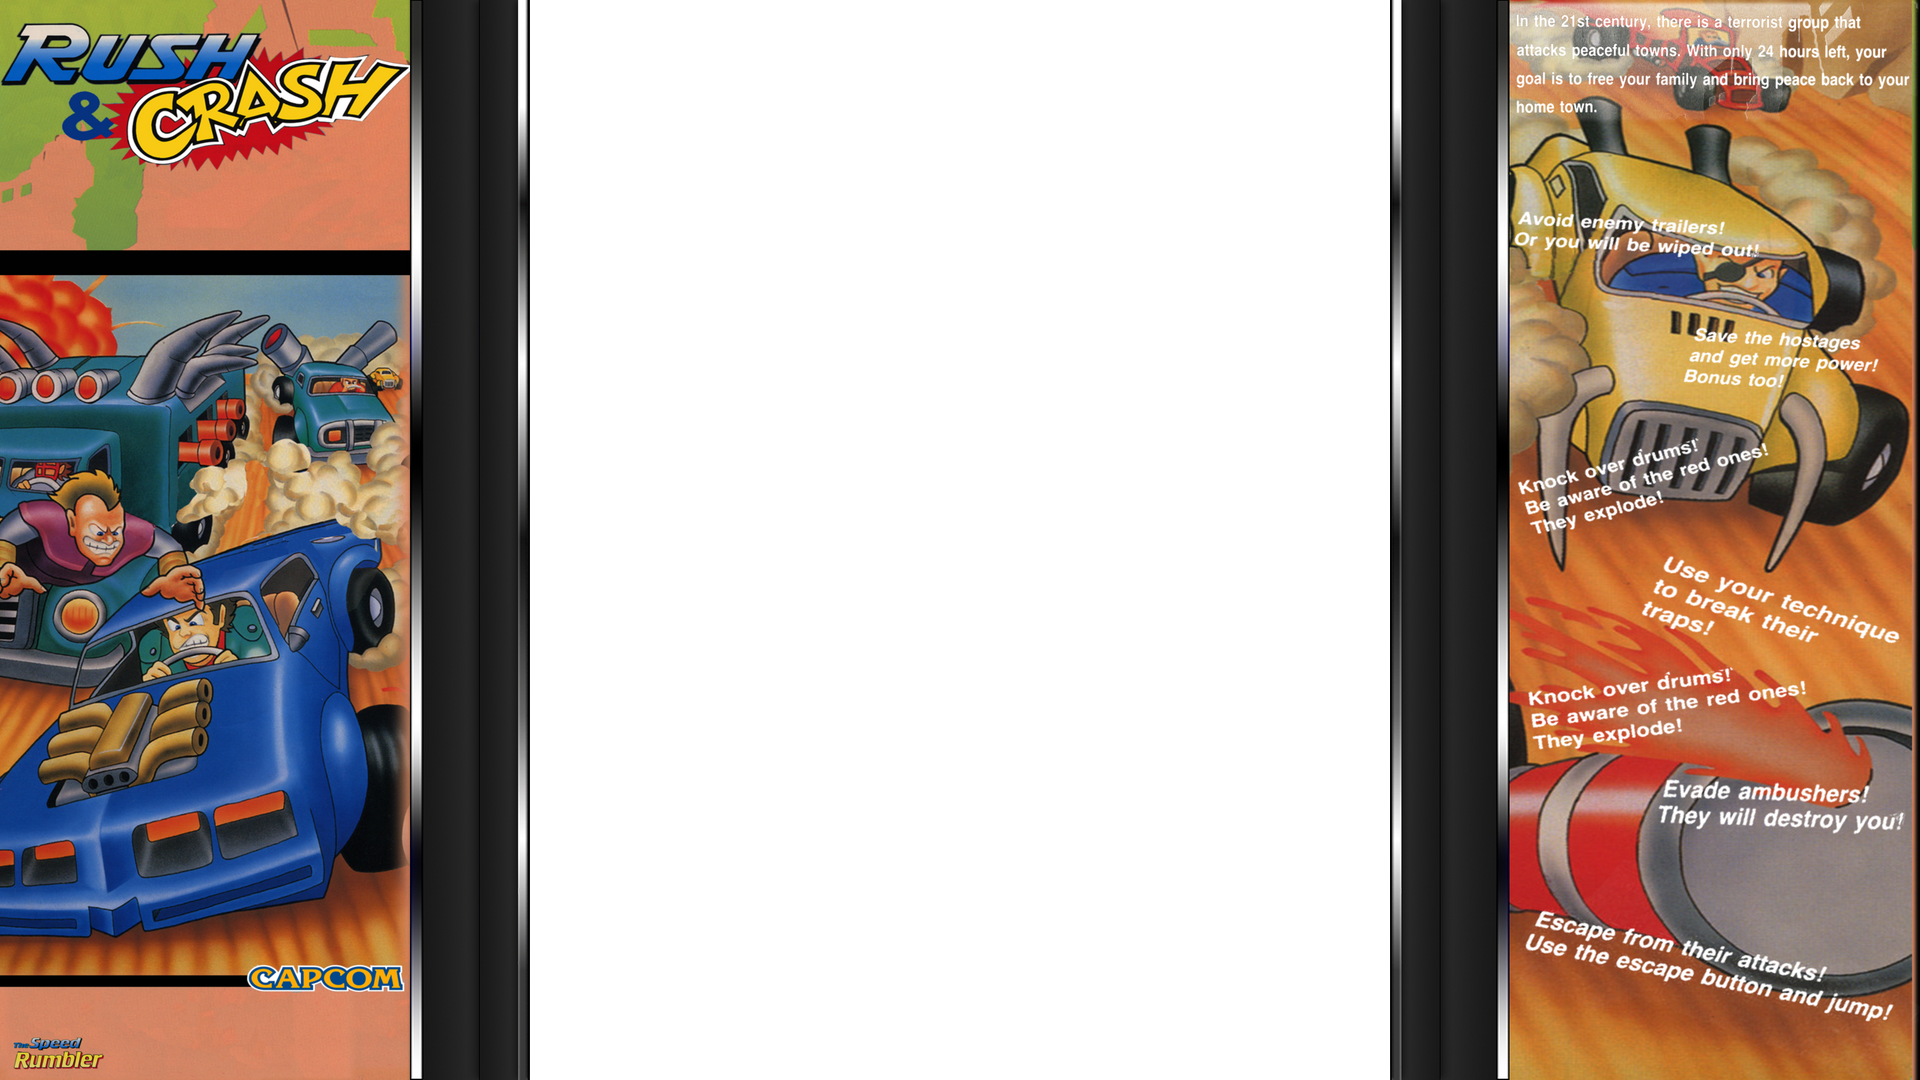 RUSH
& CRASH
CAPCOM
The Speed
Rumbler
In the 21st century, there is a terrorist group that
attacks peaceful towns. With only 24 hours left, your
goal is to free your family and bring peace back to your
home town.
Avoid enemy trailers!
Or you will be wiped out!
Save the hostages
and get more power!
Bonus too!
Knock over drums!
Be aware of the red ones!
They explode!
Use your technique
to break their
traps!
Knock over drums!
Be aware of the red ones!
They explode!
Evade ambushers!
They will destroy you!
Escape from their attacks!
Use the escape button and jump!